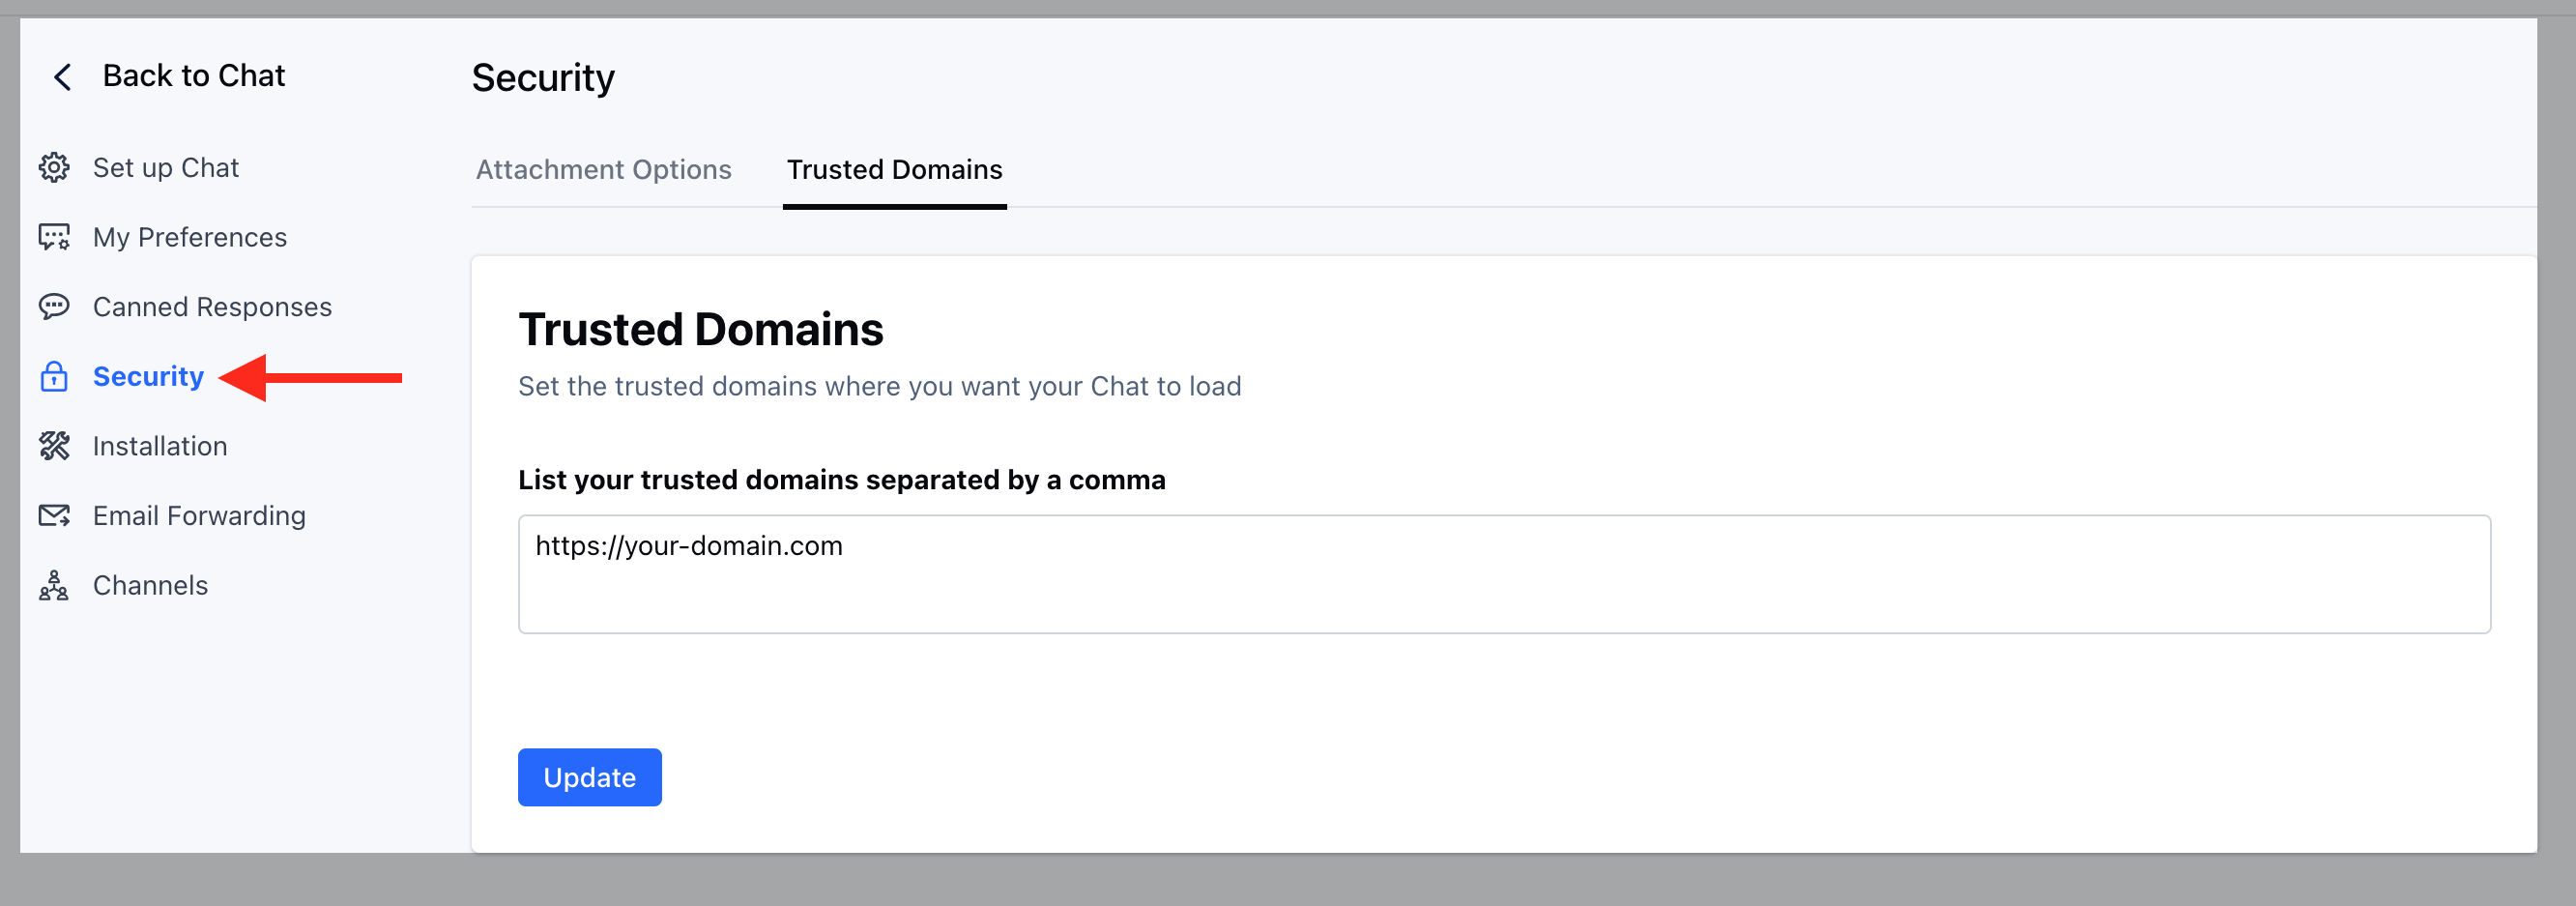 Back to Chat
Set up Chat
My Preferences
Canned Responses
Security
Installation
Email Forwarding
Channels
Security
Attachment Options
Trusted Domains
Trusted Domains
Set the trusted domains where you want your Chat to load
List your trusted domains separated by a comma
https://your-domain.com
Update